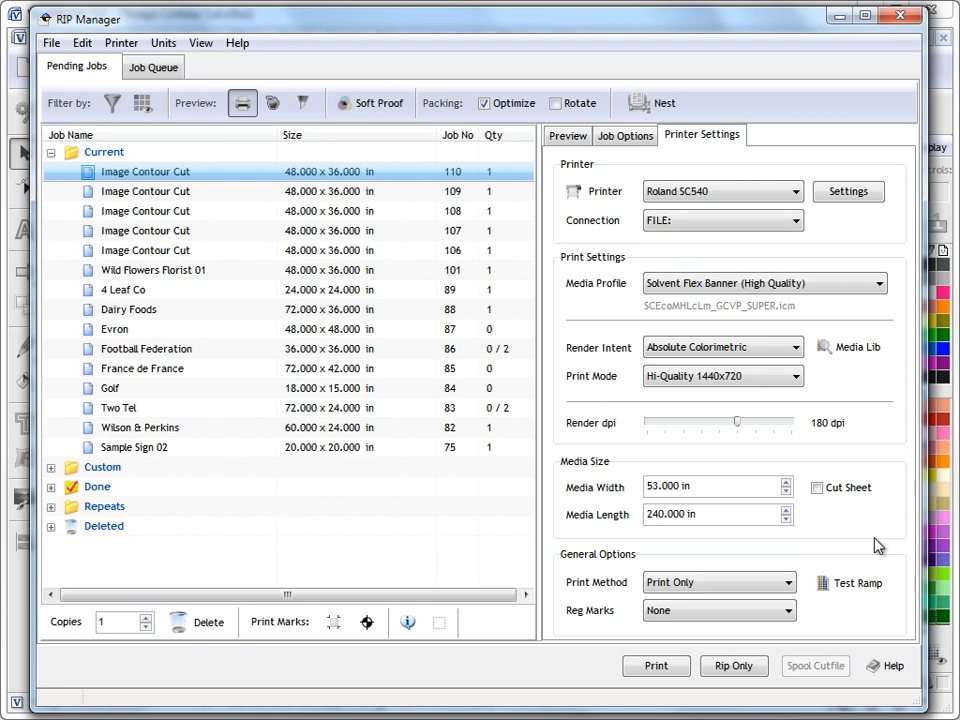 RIP Manager
File Edit Printer Units View Help
Pending Jobs Job Queue
Filter by: Preview: Soft Proof Packing: Optimize Rotate Nest
Job Name Size Job No Qty
Current
Image Contour Cut 48.000 x 36.000 in 110 1
Image Contour Cut 48.000 x 36.000 in 109 1
Image Contour Cut 48.000 x 36.000 in 108 1
Image Contour Cut 48.000 x 36.000 in 107 1
Image Contour Cut 48.000 x 36.000 in 106 1
Wild Flowers Florist 01 48.000 x 36.000 in 101 1
4 Leaf Co 24.000 x 24.000 in 89 1
Dairy Foods 72.000 x 36.000 in 88 1
Evron 48.000 x 48.000 in 87 0
Football Federation 36.000 x 36.000 in 86 0 / 2
France de France 72.000 x 42.000 in 85 0
Golf 18.000 x 15.000 in 84 0
Two Tel 72.000 x 24.000 in 83 0 / 2
Wilson & Perkins 60.000 x 24.000 in 82 1
Sample Sign 02 20.000 x 20.000 in 75 1
Custom
Done
Repeats
Deleted
Copies 1 Delete Print Marks:
Preview Job Options Printer Settings
Printer
Printer Roland SC540 Settings
Connection FILE:
Print Settings
Media Profile Solvent Flex Banner (High Quality)
SCEcoMHLcLm_GCVP_SUPER.icm
Render Intent Absolute Colorimetric Media Lib
Print Mode Hi-Quality 1440x720
Render dpi 180 dpi
Media Size
Media Width 53.000 in Cut Sheet
Media Length 240.000 in
General Options
Print Method Print Only Test Ramp
Reg Marks None
Print Rip Only Spool Cutfile Help
play
trols: